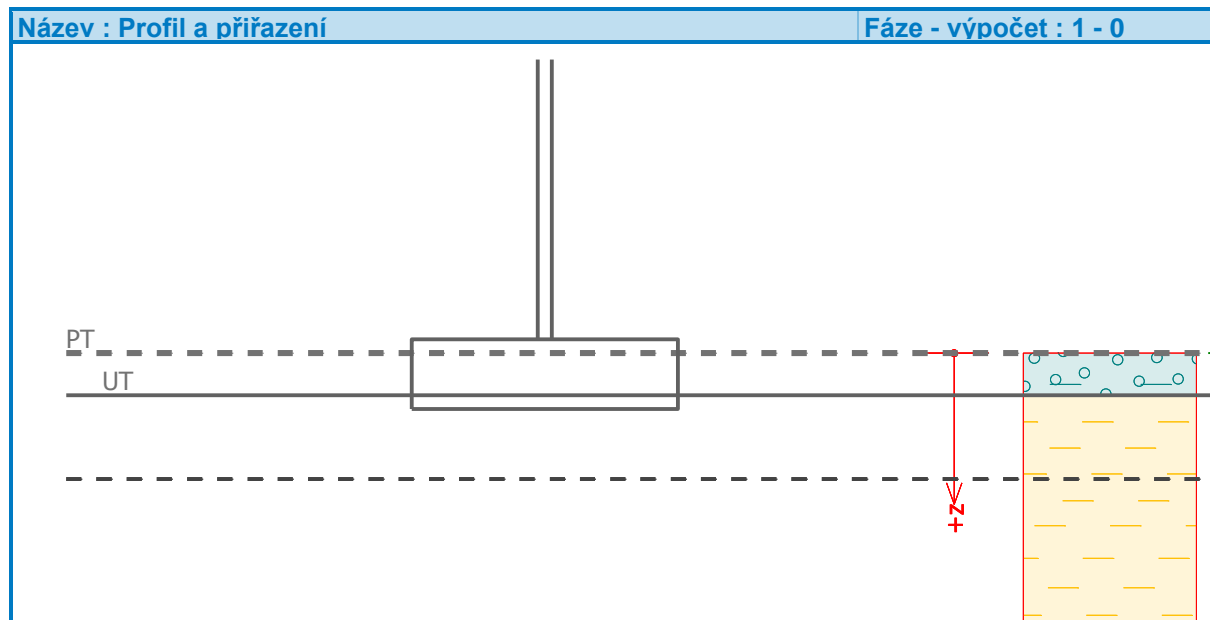 Název : Profil a přiřazení
Fáze - výpočet : 1 - 0
PT
UT
+z